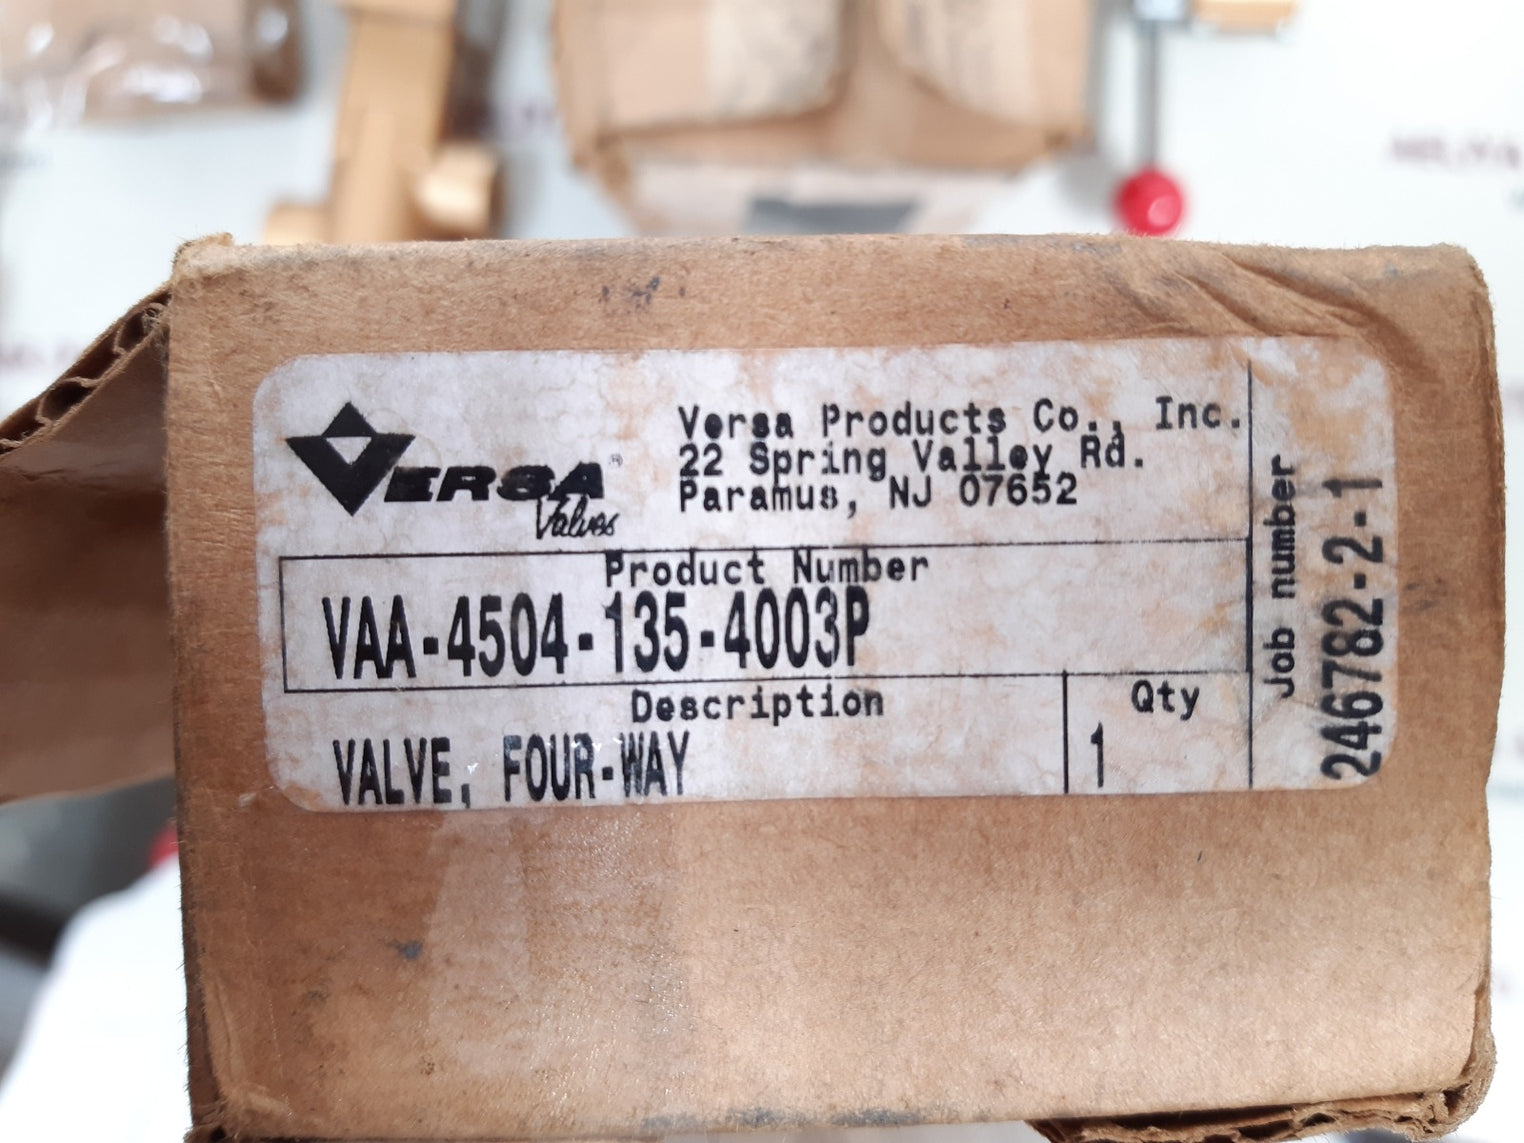 VERSA®
Valves
Versa Products Co., Inc.
22 Spring Valley Rd.
Paramus, NJ 07652
Product Number
VAA-4504-135-4003P
Description
VALVE, FOUR-WAY
Qty
1
Job number
246782-2-1